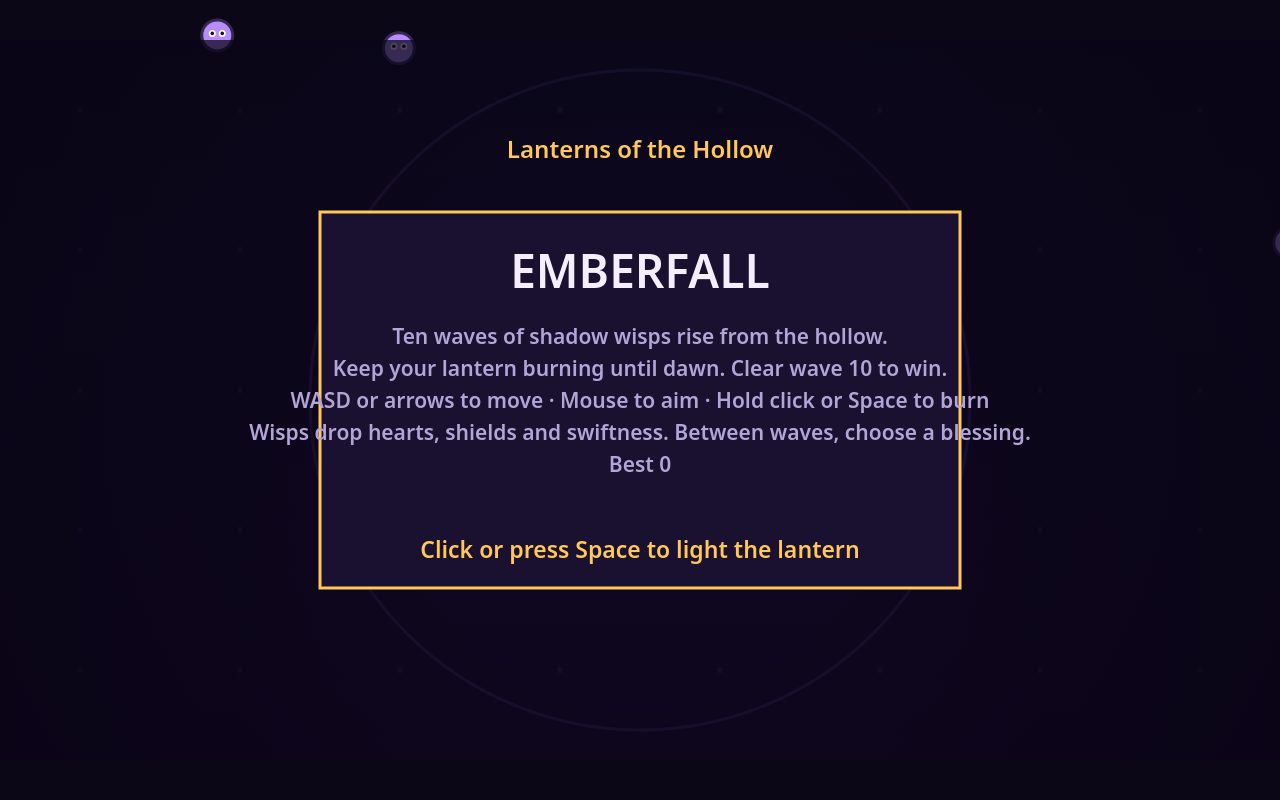 Lanterns of the Hollow
EMBERFALL
Ten waves of shadow wisps rise from the hollow.
Keep your lantern burning until dawn. Clear wave 10 to win.
WASD or arrows to move · Mouse to aim · Hold click or Space to burn
Wisps drop hearts, shields and swiftness. Between waves, choose a blessing.
Best 0
Click or press Space to light the lantern